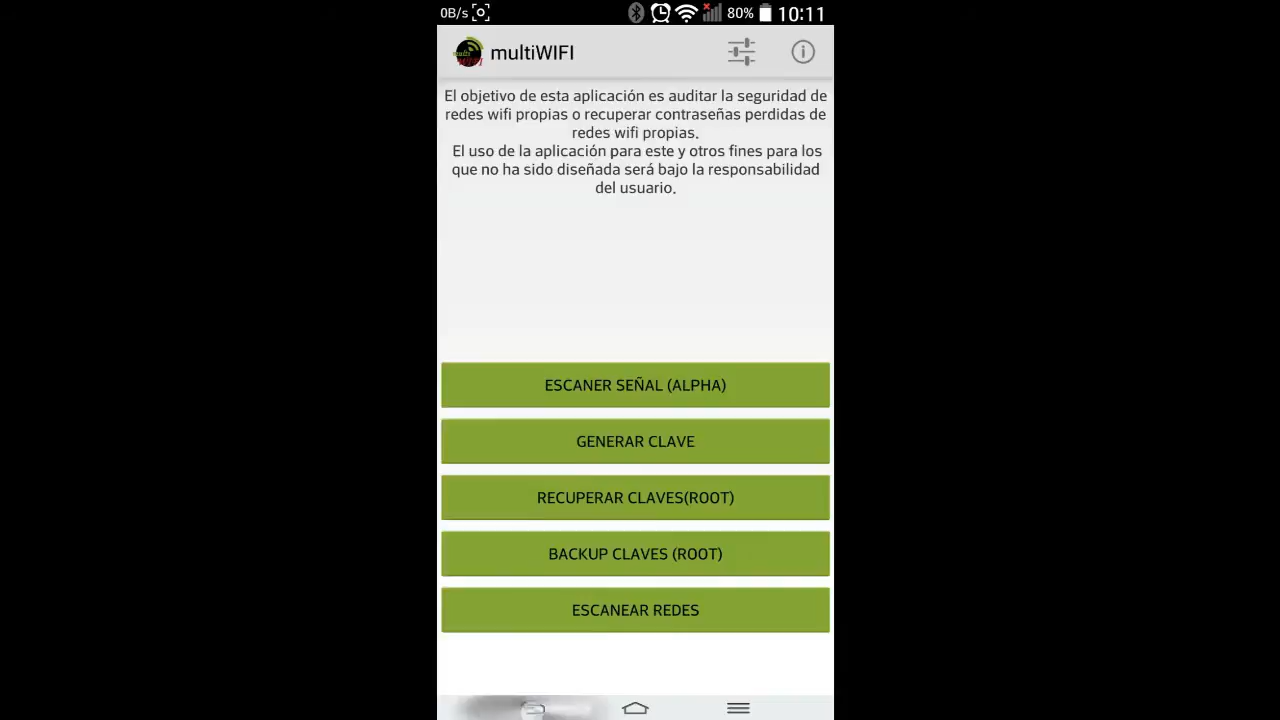 0B/s 80% 10:11
multiWIFI
El objetivo de esta aplicación es auditar la seguridad de
redes wifi propias o recuperar contraseñas perdidas de
redes wifi propias.
El uso de la aplicación para este y otros fines para los
que no ha sido diseñada será bajo la responsabilidad
del usuario.
ESCANER SEÑAL (ALPHA)
GENERAR CLAVE
RECUPERAR CLAVES(ROOT)
BACKUP CLAVES (ROOT)
ESCANEAR REDES